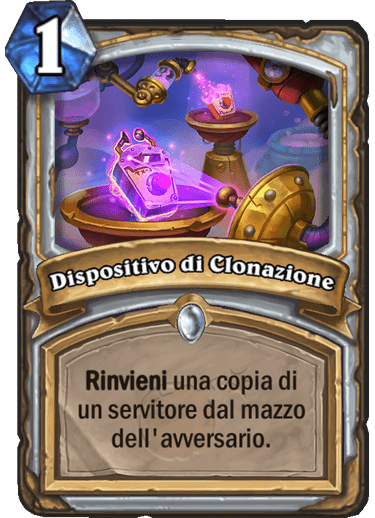 1
Dispositivo di Clonazione
Rinvieni una copia di
un servitore dal mazzo
dell'avversario.